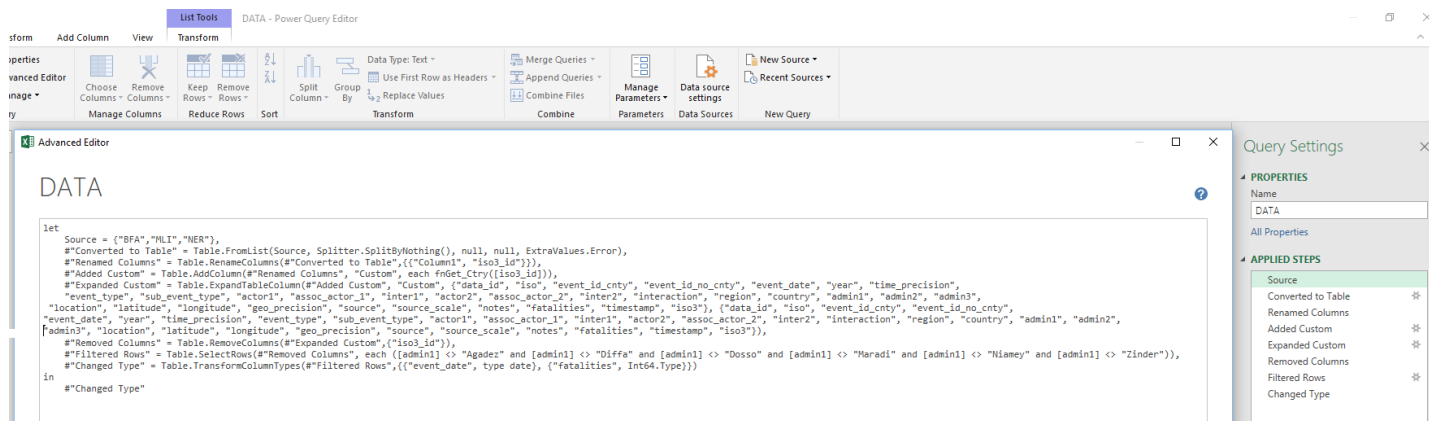 List Tools
DATA - Power Query Editor
sform Add Column View Transform
operties
vanced Editor
anage
Choose Columns
Remove Columns
Keep Rows
Remove Rows
Split Column
Group By
Data Type: Text
Use First Row as Headers
1→2 Replace Values
Merge Queries
Append Queries
Combine Files
Manage Parameters
Data source settings
New Source
Recent Sources
ry
Manage Columns
Reduce Rows
Sort
Transform
Combine
Parameters
Data Sources
New Query
Advanced Editor
DATA
let
Source = {"BFA","MLI","NER"},
#"Converted to Table" = Table.FromList(Source, Splitter.SplitByNothing(), null, null, ExtraValues.Error),
#"Renamed Columns" = Table.RenameColumns(#"Converted to Table",{{"Column1", "iso3_id"}}),
#"Added Custom" = Table.AddColumn(#"Renamed Columns", "Custom", each fnGet_Ctry([iso3_id])),
#"Expanded Custom" = Table.ExpandTableColumn(#"Added Custom", "Custom", {"data_id", "iso", "event_id_cnty", "event_id_no_cnty", "event_date", "year", "time_precision",
"event_type", "sub_event_type", "actor1", "assoc_actor_1", "inter1", "actor2", "assoc_actor_2", "inter2", "interaction", "region", "country", "admin1", "admin2", "admin3",
"location", "latitude", "longitude", "geo_precision", "source", "source_scale", "notes", "fatalities", "timestamp", "iso3"}, {"data_id", "iso", "event_id_cnty", "event_id_no_cnty",
"event_date", "year", "time_precision", "event_type", "sub_event_type", "actor1", "assoc_actor_1", "inter1", "actor2", "assoc_actor_2", "inter2", "interaction", "region", "country", "admin1", "admin2",
"admin3", "location", "latitude", "longitude", "geo_precision", "source", "source_scale", "notes", "fatalities", "timestamp", "iso3"}),
#"Removed Columns" = Table.RemoveColumns(#"Expanded Custom",{"iso3_id"}),
#"Filtered Rows" = Table.SelectRows(#"Removed Columns", each ([admin1] <> "Agadez" and [admin1] <> "Diffa" and [admin1] <> "Dosso" and [admin1] <> "Maradi" and [admin1] <> "Niamey" and [admin1] <> "Zinder")),
#"Changed Type" = Table.TransformColumnTypes(#"Filtered Rows",{{"event_date", type date}, {"fatalities", Int64.Type}})
in
#"Changed Type"
Query Settings
PROPERTIES
Name
DATA
All Properties
APPLIED STEPS
Source
Converted to Table
Renamed Columns
Added Custom
Expanded Custom
Removed Columns
Filtered Rows
Changed Type